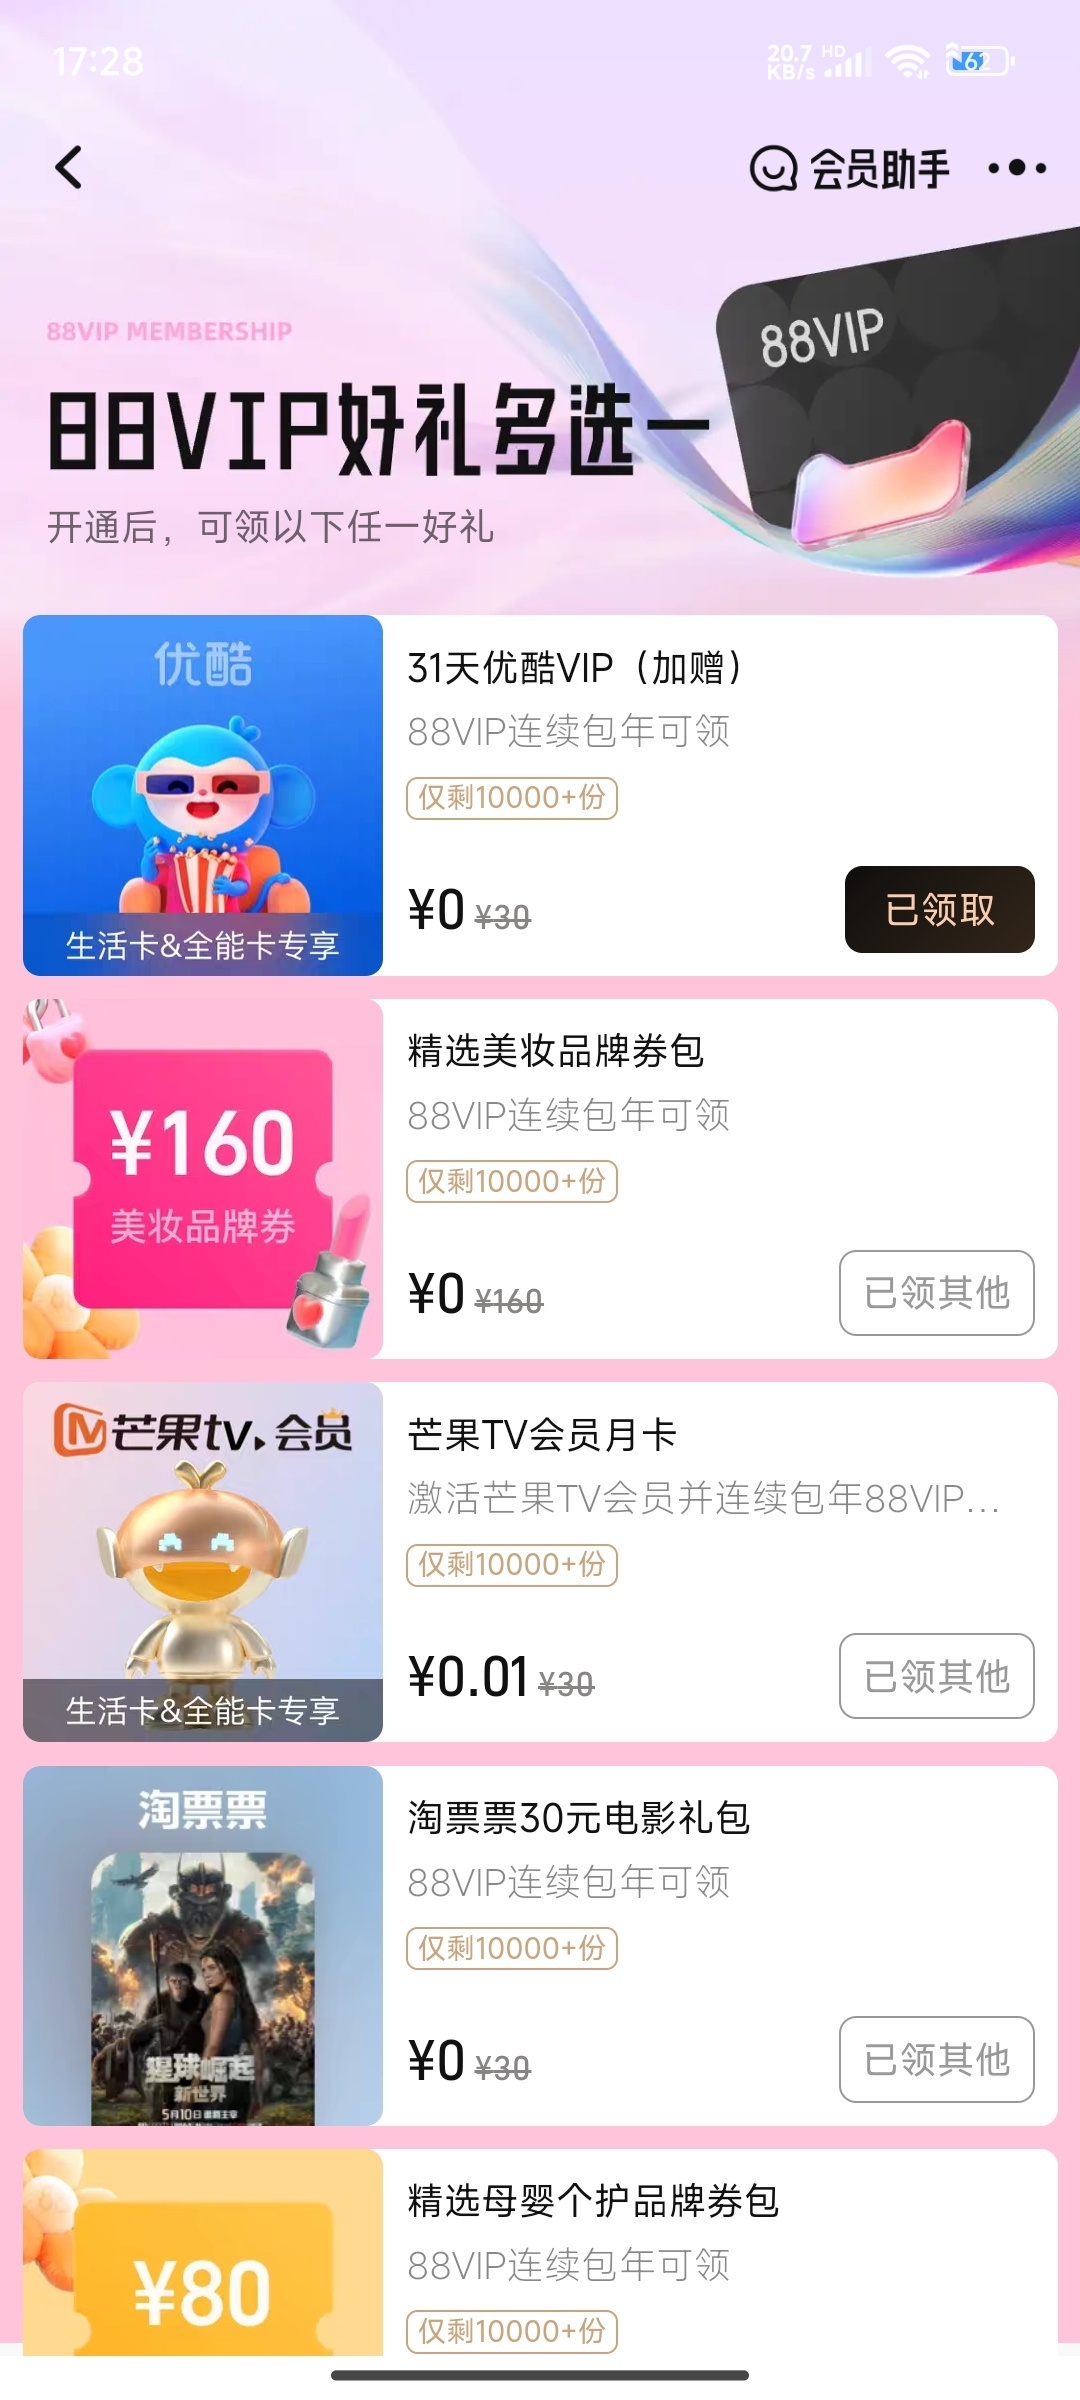 17:28
20.7 KB/s HD 62
会员助手
88VIP
88VIP MEMBERSHIP
88VIP好礼多选一
开通后，可领以下任一好礼
优酷
生活卡&全能卡专享
31天优酷VIP（加赠）
88VIP连续包年可领
仅剩10000+份
¥0 ¥30
已领取
¥160
美妆品牌券
精选美妆品牌券包
88VIP连续包年可领
仅剩10000+份
¥0 ¥160
已领其他
芒果tv会员
生活卡&全能卡专享
芒果TV会员月卡
激活芒果TV会员并连续包年88VIP...
仅剩10000+份
¥0.01 ¥30
已领其他
淘票票
猩球崛起
新世界
5月10日
淘票票30元电影礼包
88VIP连续包年可领
仅剩10000+份
¥0 ¥30
已领其他
¥80
精选母婴个护品牌券包
88VIP连续包年可领
仅剩10000+份